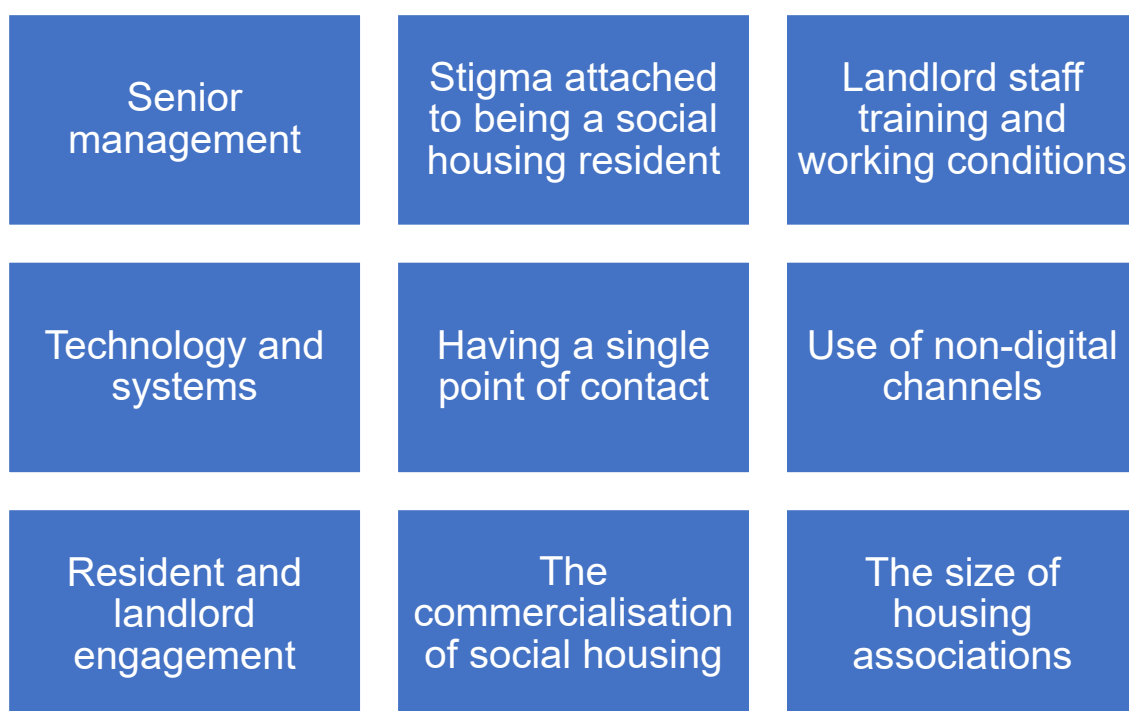 Senior
management
Stigma attached
to being a social
housing resident
Landlord staff
training and
working conditions
Technology and
systems
Having a single
point of contact
Use of non-digital
channels
Resident and
landlord
engagement
The
commercialisation
of social housing
The size of
housing
associations